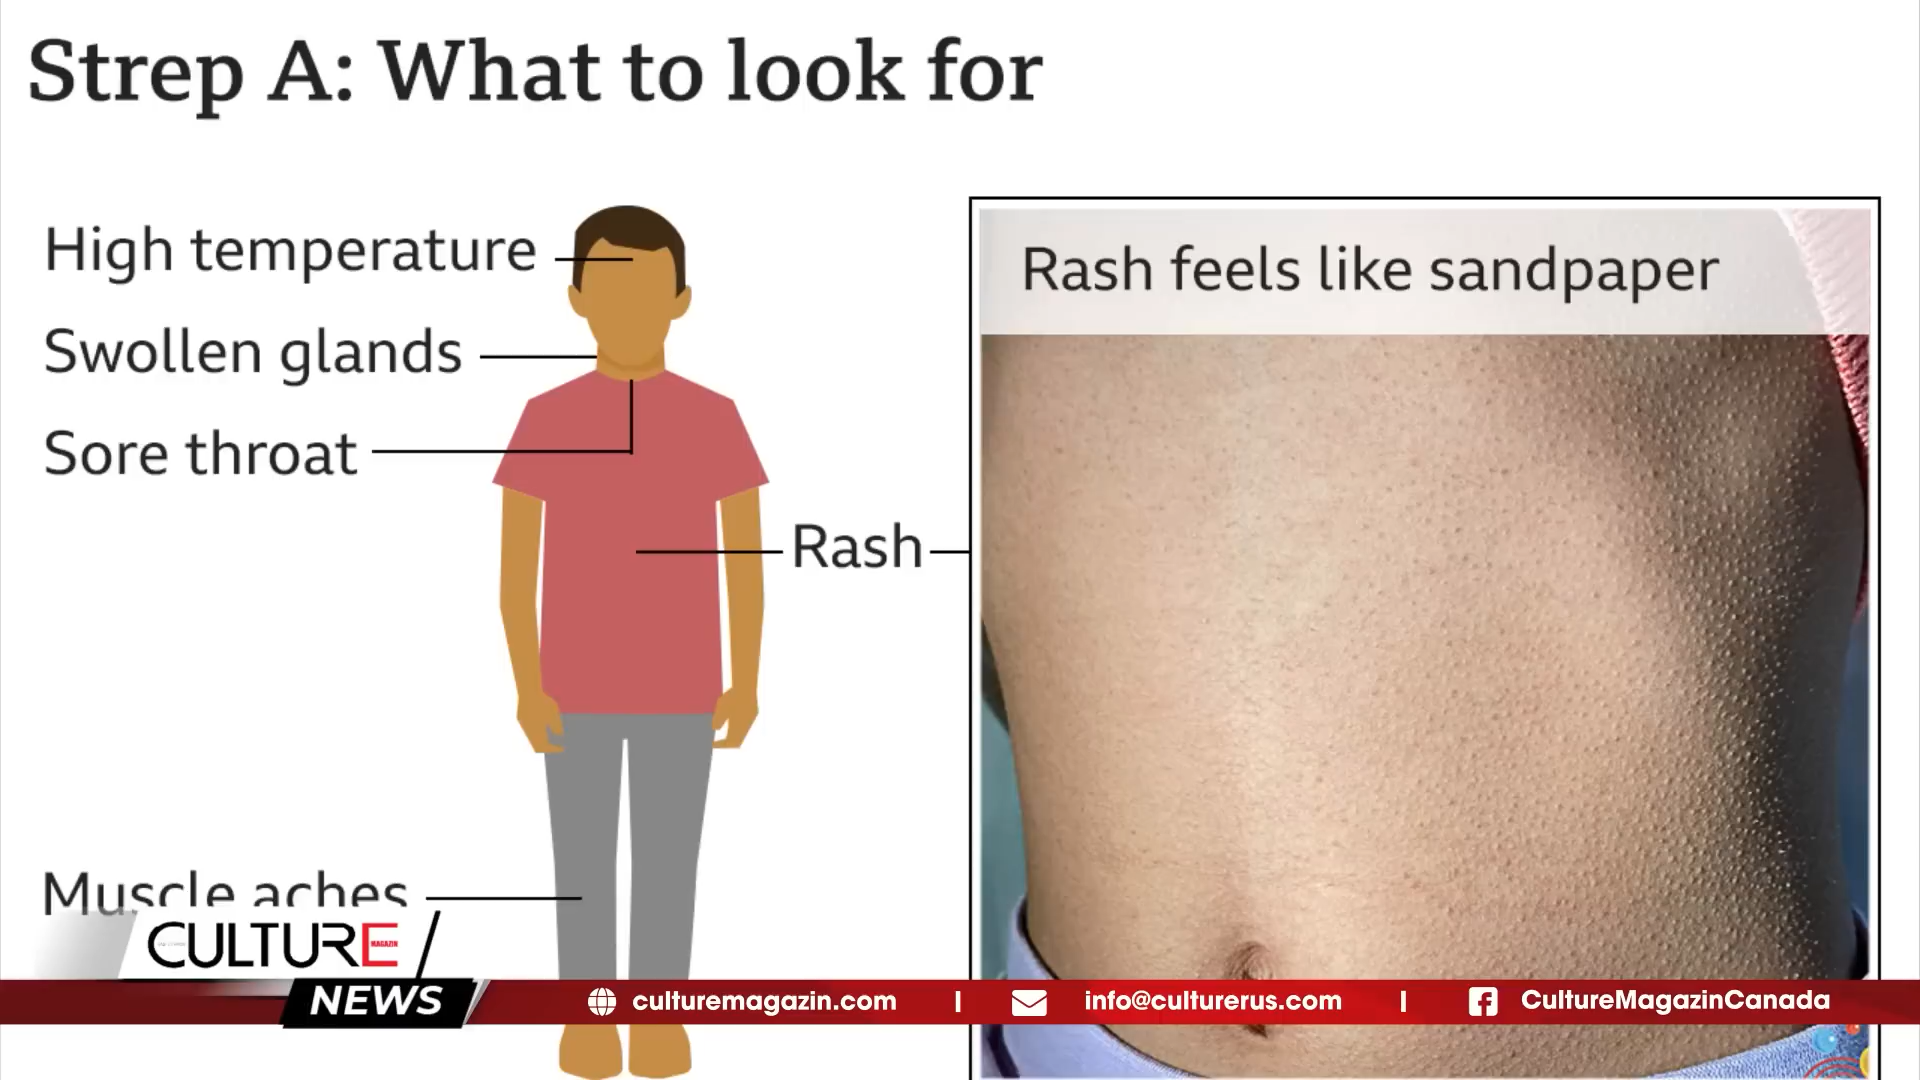 Strep A: What to look for
High temperature
Swollen glands
Sore throat
Rash
Rash feels like sandpaper
Muscle aches
CULTURE
MAGAZIN
NEWS
culturemagazin.com | info@culturerus.com | CultureMagazinCanada